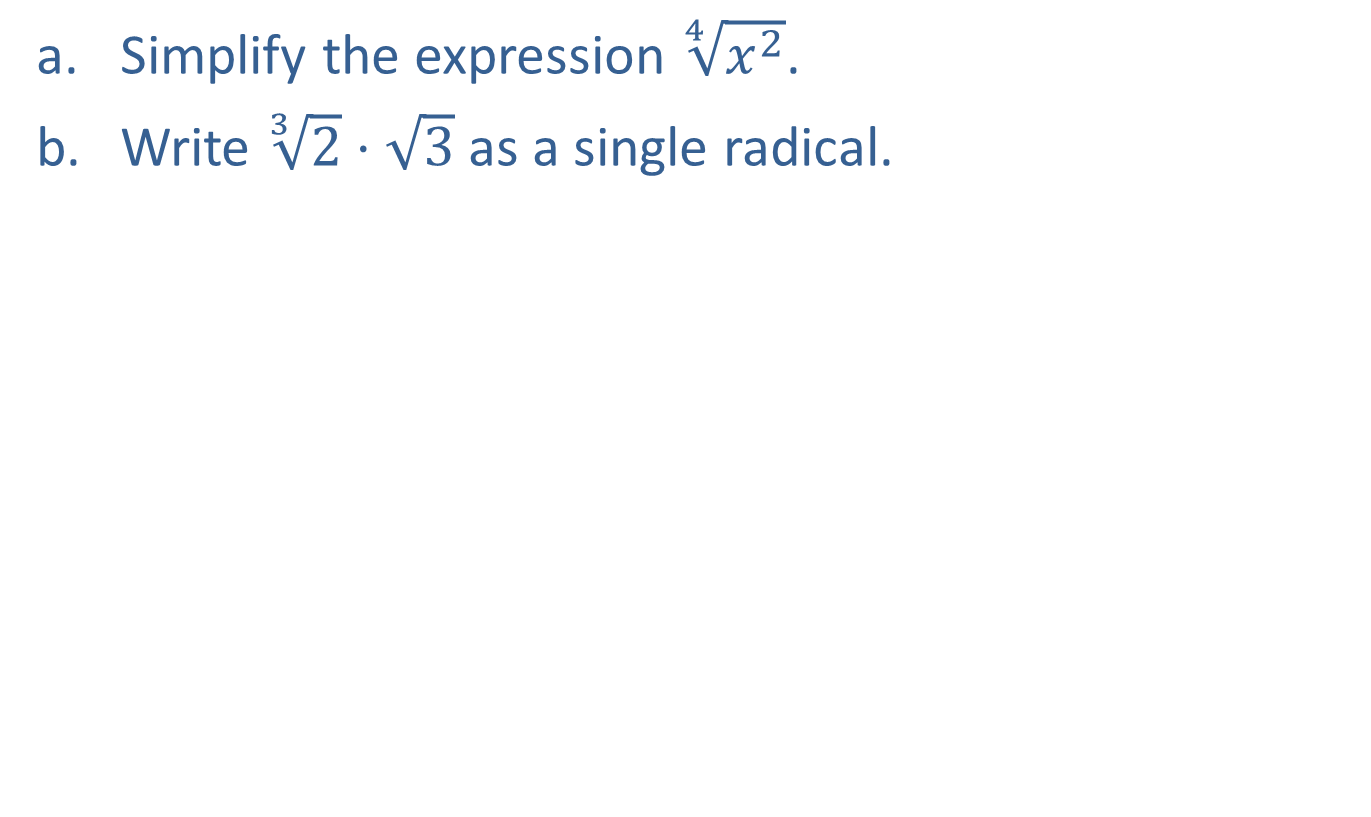 a. Simplify the expression ∜x².
b. Write ∛2 · √3 as a single radical.